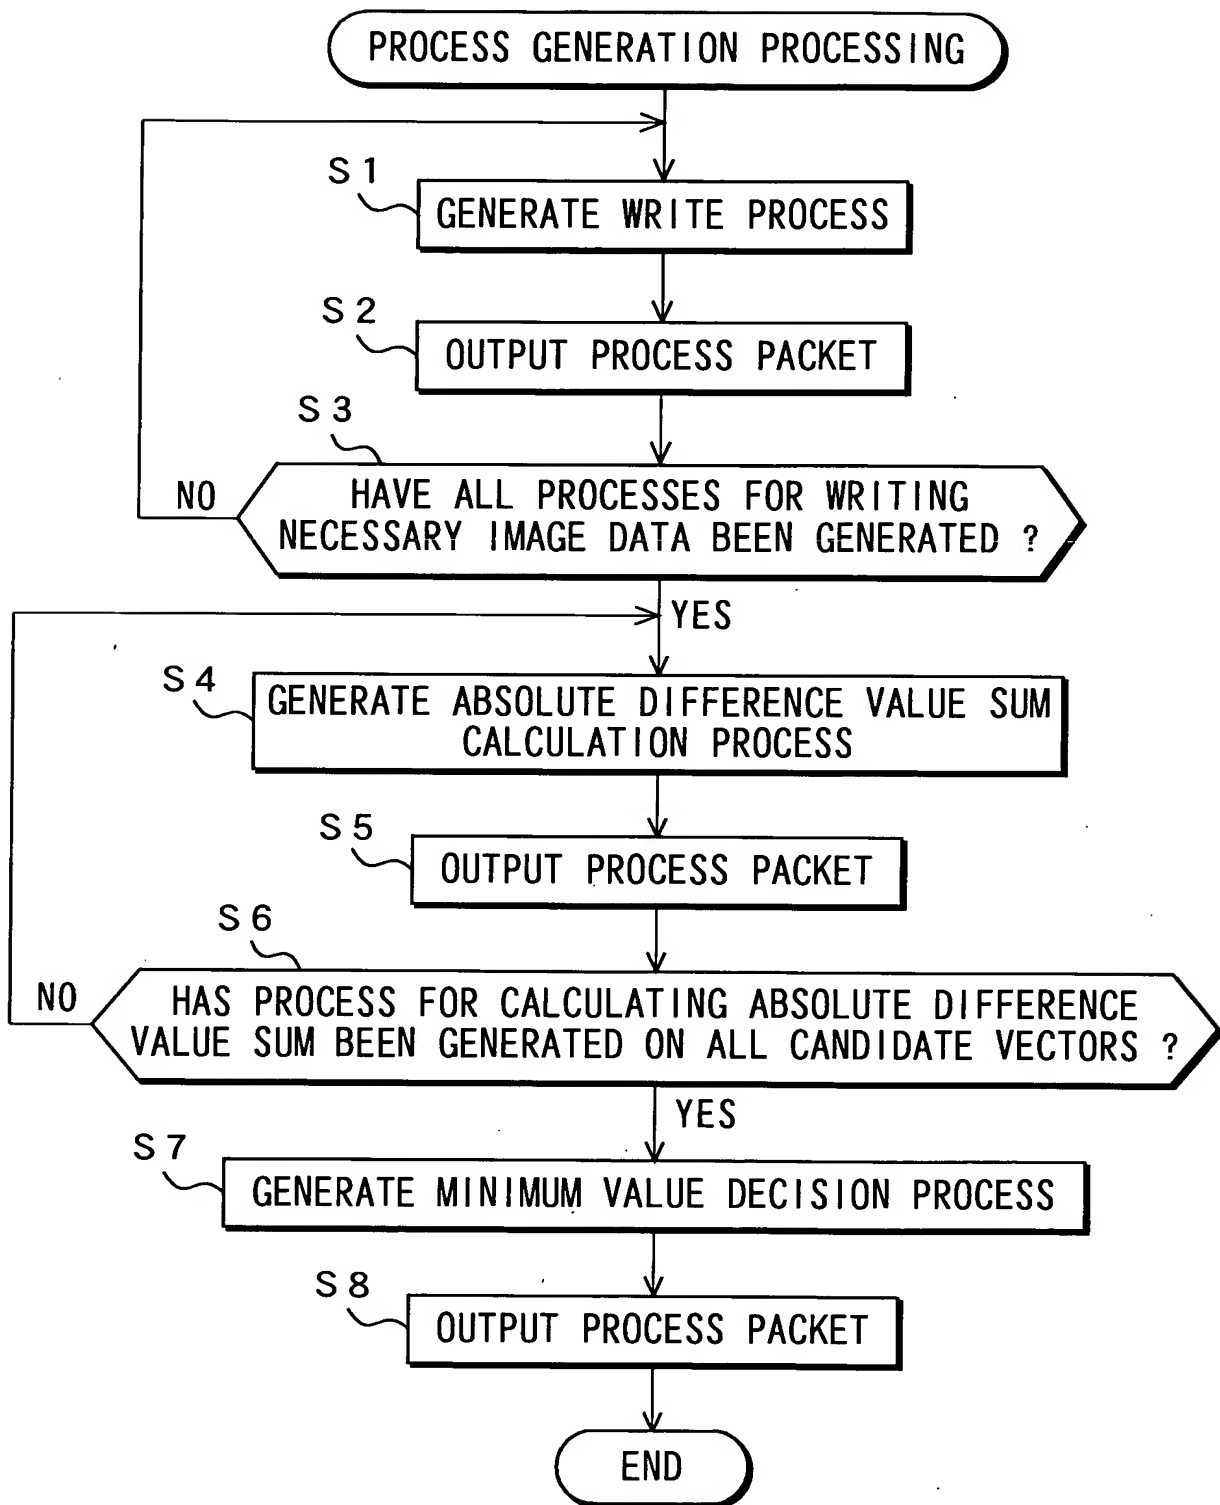 PROCESS GENERATION PROCESSING
S1
GENERATE WRITE PROCESS
S2
OUTPUT PROCESS PACKET
S3
NO
HAVE ALL PROCESSES FOR WRITING
NECESSARY IMAGE DATA BEEN GENERATED ?
YES
S4
GENERATE ABSOLUTE DIFFERENCE VALUE SUM
CALCULATION PROCESS
S5
OUTPUT PROCESS PACKET
S6
NO
HAS PROCESS FOR CALCULATING ABSOLUTE DIFFERENCE
VALUE SUM BEEN GENERATED ON ALL CANDIDATE VECTORS ?
YES
S7
GENERATE MINIMUM VALUE DECISION PROCESS
S8
OUTPUT PROCESS PACKET
END